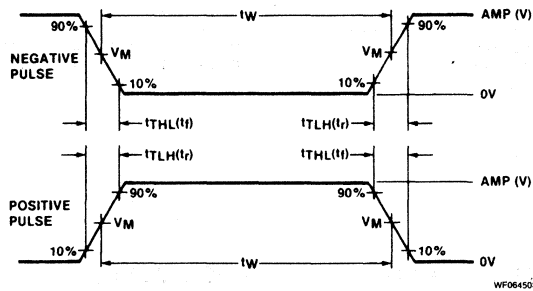 tW
AMP (V)
90%
90%
NEGATIVE
PULSE
VM
VM
10%
10%
0V
tTHL(tf)
tTLH(tr)
tTLH(tr)
tTHL(tf)
AMP (V)
90%
90%
POSITIVE
PULSE
VM
VM
10%
10%
tW
0V
WF06450